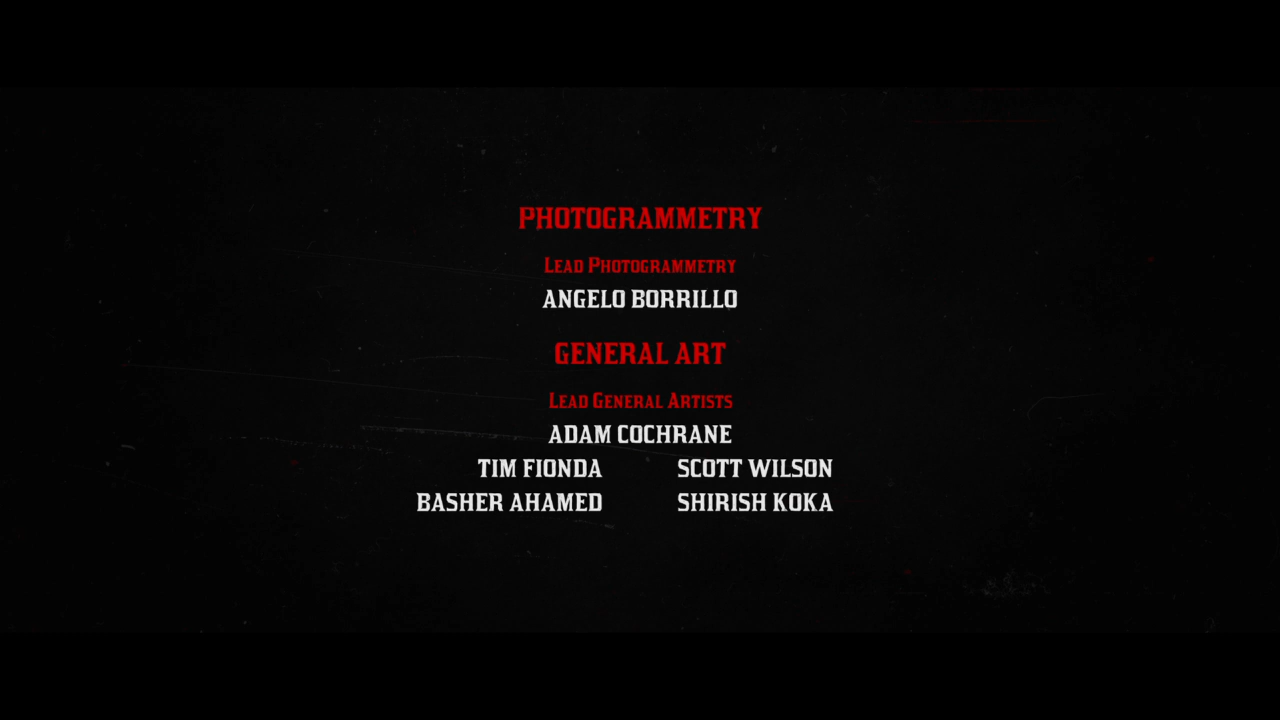 PHOTOGRAMMETRY
Lead Photogrammetry
ANGELO BORRILLO
GENERAL ART
Lead General Artists
ADAM COCHRANE
TIM FIONDA SCOTT WILSON
BASHER AHAMED SHIRISH KOKA